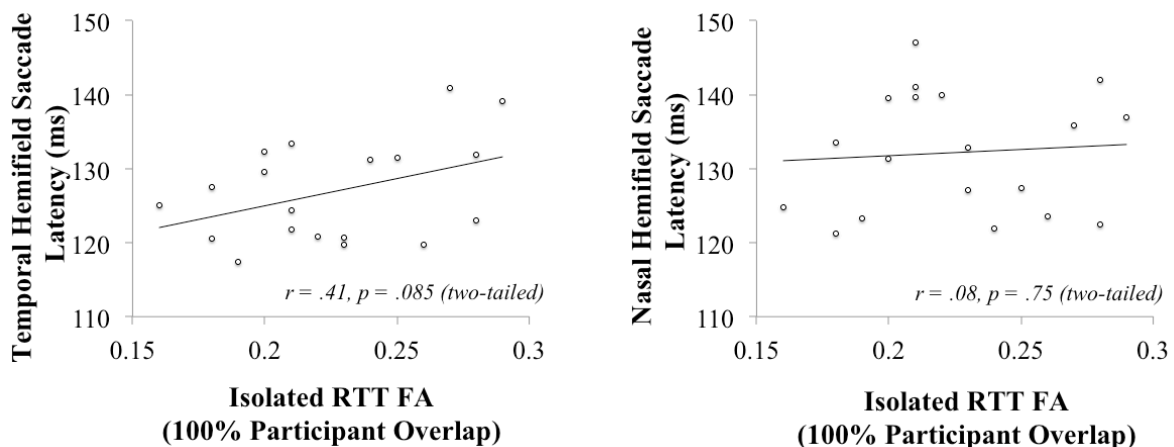 Temporal Hemifield Saccade
Latency (ms)
150
140
130
120
110
r = .41, p = .085 (two-tailed)
0.15
0.2
0.25
0.3
Isolated RTT FA
(100% Participant Overlap)
Nasal Hemifield Saccade
Latency (ms)
150
140
130
120
110
r = .08, p = .75 (two-tailed)
0.15
0.2
0.25
0.3
Isolated RTT FA
(100% Participant Overlap)